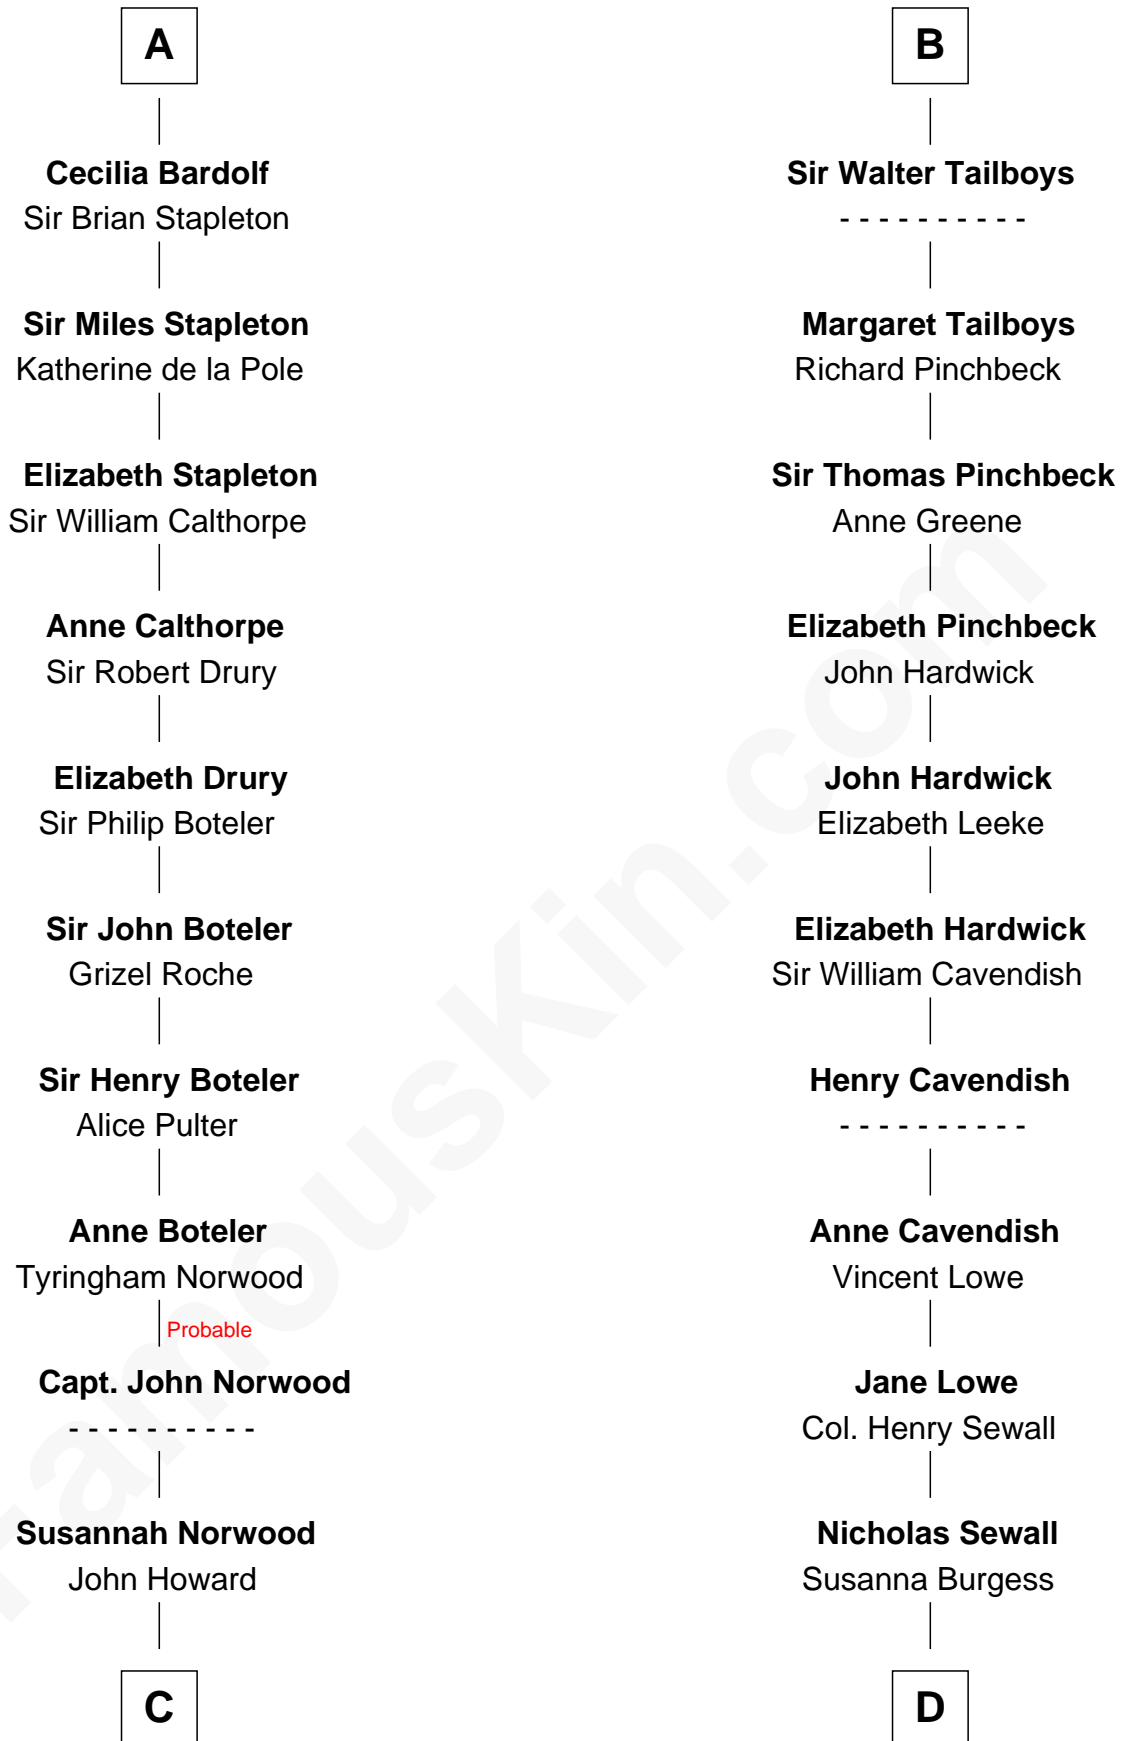 A
Cecilia Bardolf
Sir Brian Stapleton
Sir Miles Stapleton
Katherine de la Pole
Elizabeth Stapleton
Sir William Calthorpe
Anne Calthorpe
Sir Robert Drury
Elizabeth Drury
Sir Philip Boteler
Sir John Boteler
Grizel Roche
Sir Henry Boteler
Alice Pulter
Anne Boteler
Tyringham Norwood
Probable
Capt. John Norwood
- - - - - - - - - -
Susannah Norwood
John Howard
C
B
Sir Walter Tailboys
- - - - - - - - - -
Margaret Tailboys
Richard Pinchbeck
Sir Thomas Pinchbeck
Anne Greene
Elizabeth Pinchbeck
John Hardwick
John Hardwick
Elizabeth Leeke
Elizabeth Hardwick
Sir William Cavendish
Henry Cavendish
- - - - - - - - - -
Anne Cavendish
Vincent Lowe
Jane Lowe
Col. Henry Sewall
Nicholas Sewall
Susanna Burgess
D
FamousKin.com